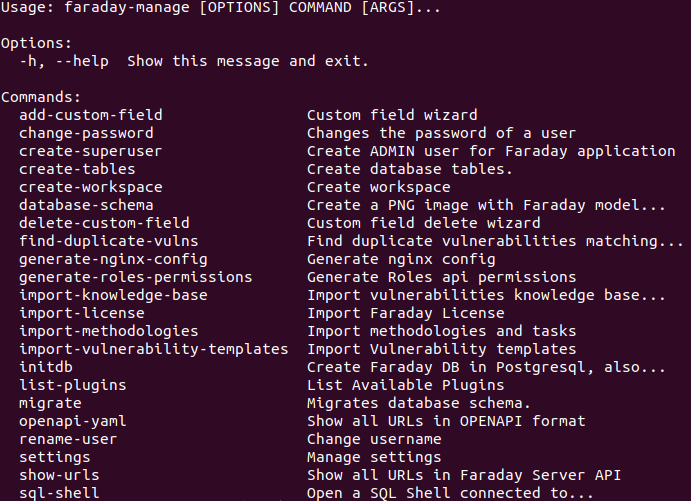 Usage: faraday-manage [OPTIONS] COMMAND [ARGS]...
Options:
-h, --help  Show this message and exit.
Commands:
add-custom-field                Custom field wizard
change-password                 Changes the password of a user
create-superuser                Create ADMIN user for Faraday application
create-tables                   Create database tables.
create-workspace                Create workspace
database-schema                 Create a PNG image with Faraday model...
delete-custom-field             Custom field delete wizard
find-duplicate-vulns            Find duplicate vulnerabilities matching...
generate-nginx-config           Generate nginx config
generate-roles-permissions      Generate Roles api permissions
import-knowledge-base           Import vulnerabilities knowledge base...
import-license                  Import Faraday License
import-methodologies            Import methodologies and tasks
import-vulnerability-templates  Import Vulnerability templates
initdb                          Create Faraday DB in Postgresql, also...
list-plugins                    List Available Plugins
migrate                         Migrates database schema.
openapi-yaml                    Show all URLs in OPENAPI format
rename-user                     Change username
settings                        Manage settings
show-urls                       Show all URLs in Faraday Server API
sql-shell                       Open a SQL Shell connected to...